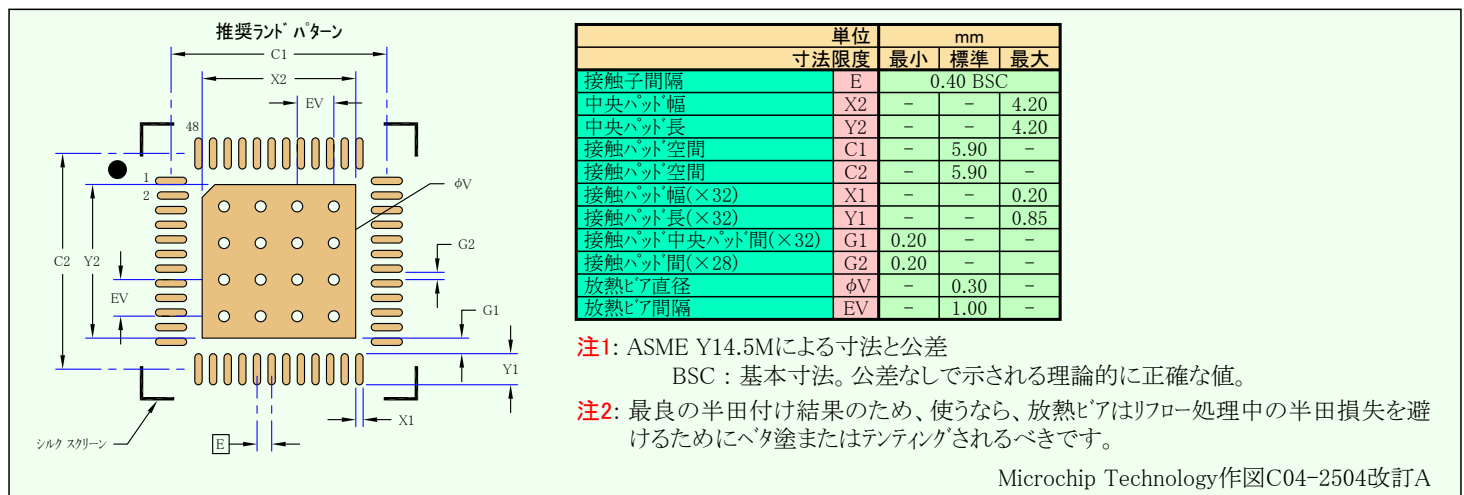 推奨ランド パターン
C1
X2
EV
48
1
2
φV
C2
Y2
G2
EV
G1
Y1
X1
E
シルク スクリーン
単位 mm
寸法限度 最小 標準 最大
接触子間隔 E 0.40 BSC
中央パッド幅 X2 - - 4.20
中央パッド長 Y2 - - 4.20
接触パッド空間 C1 - 5.90 -
接触パッド空間 C2 - 5.90 -
接触パッド幅(×32) X1 - - 0.20
接触パッド長(×32) Y1 - - 0.85
接触パッド中央パッド間(×32) G1 0.20 - -
接触パッド間(×28) G2 0.20 - -
放熱ビア直径 φV - 0.30 -
放熱ビア間隔 EV - 1.00 -
注1: ASME Y14.5Mによる寸法と公差
BSC : 基本寸法。公差なしで示される理論的に正確な値。
注2: 最良の半田付け結果のため、使うなら、放熱ビアはリフロー処理中の半田損失を避
けるためにベタ塗またはテンティングされるべきです。
Microchip Technology作図C04-2504改訂A